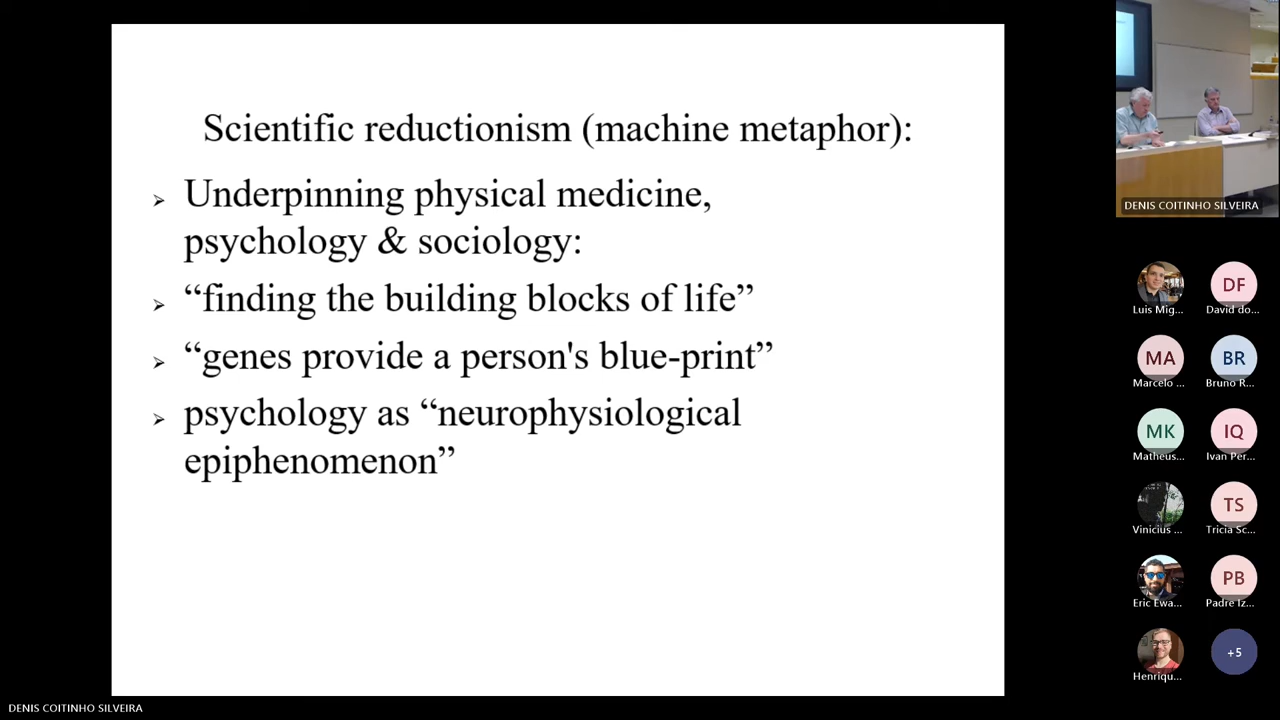 Scientific reductionism (machine metaphor):
➢ Underpinning physical medicine,
psychology & sociology:
➢ “finding the building blocks of life”
➢ “genes provide a person's blue-print”
➢ psychology as “neurophysiological
epiphenomenon”
DENIS COITINHO SILVEIRA
Luis Mig...
DF
David do...
MA
Marcelo ...
BR
Bruno R...
MK
Matheus...
IQ
Ivan Per...
Vinicius ...
TS
Tricia Sc...
Eric Ewa...
PB
Padre Iz...
Henriqu...
+5
DENIS COITINHO SILVEIRA